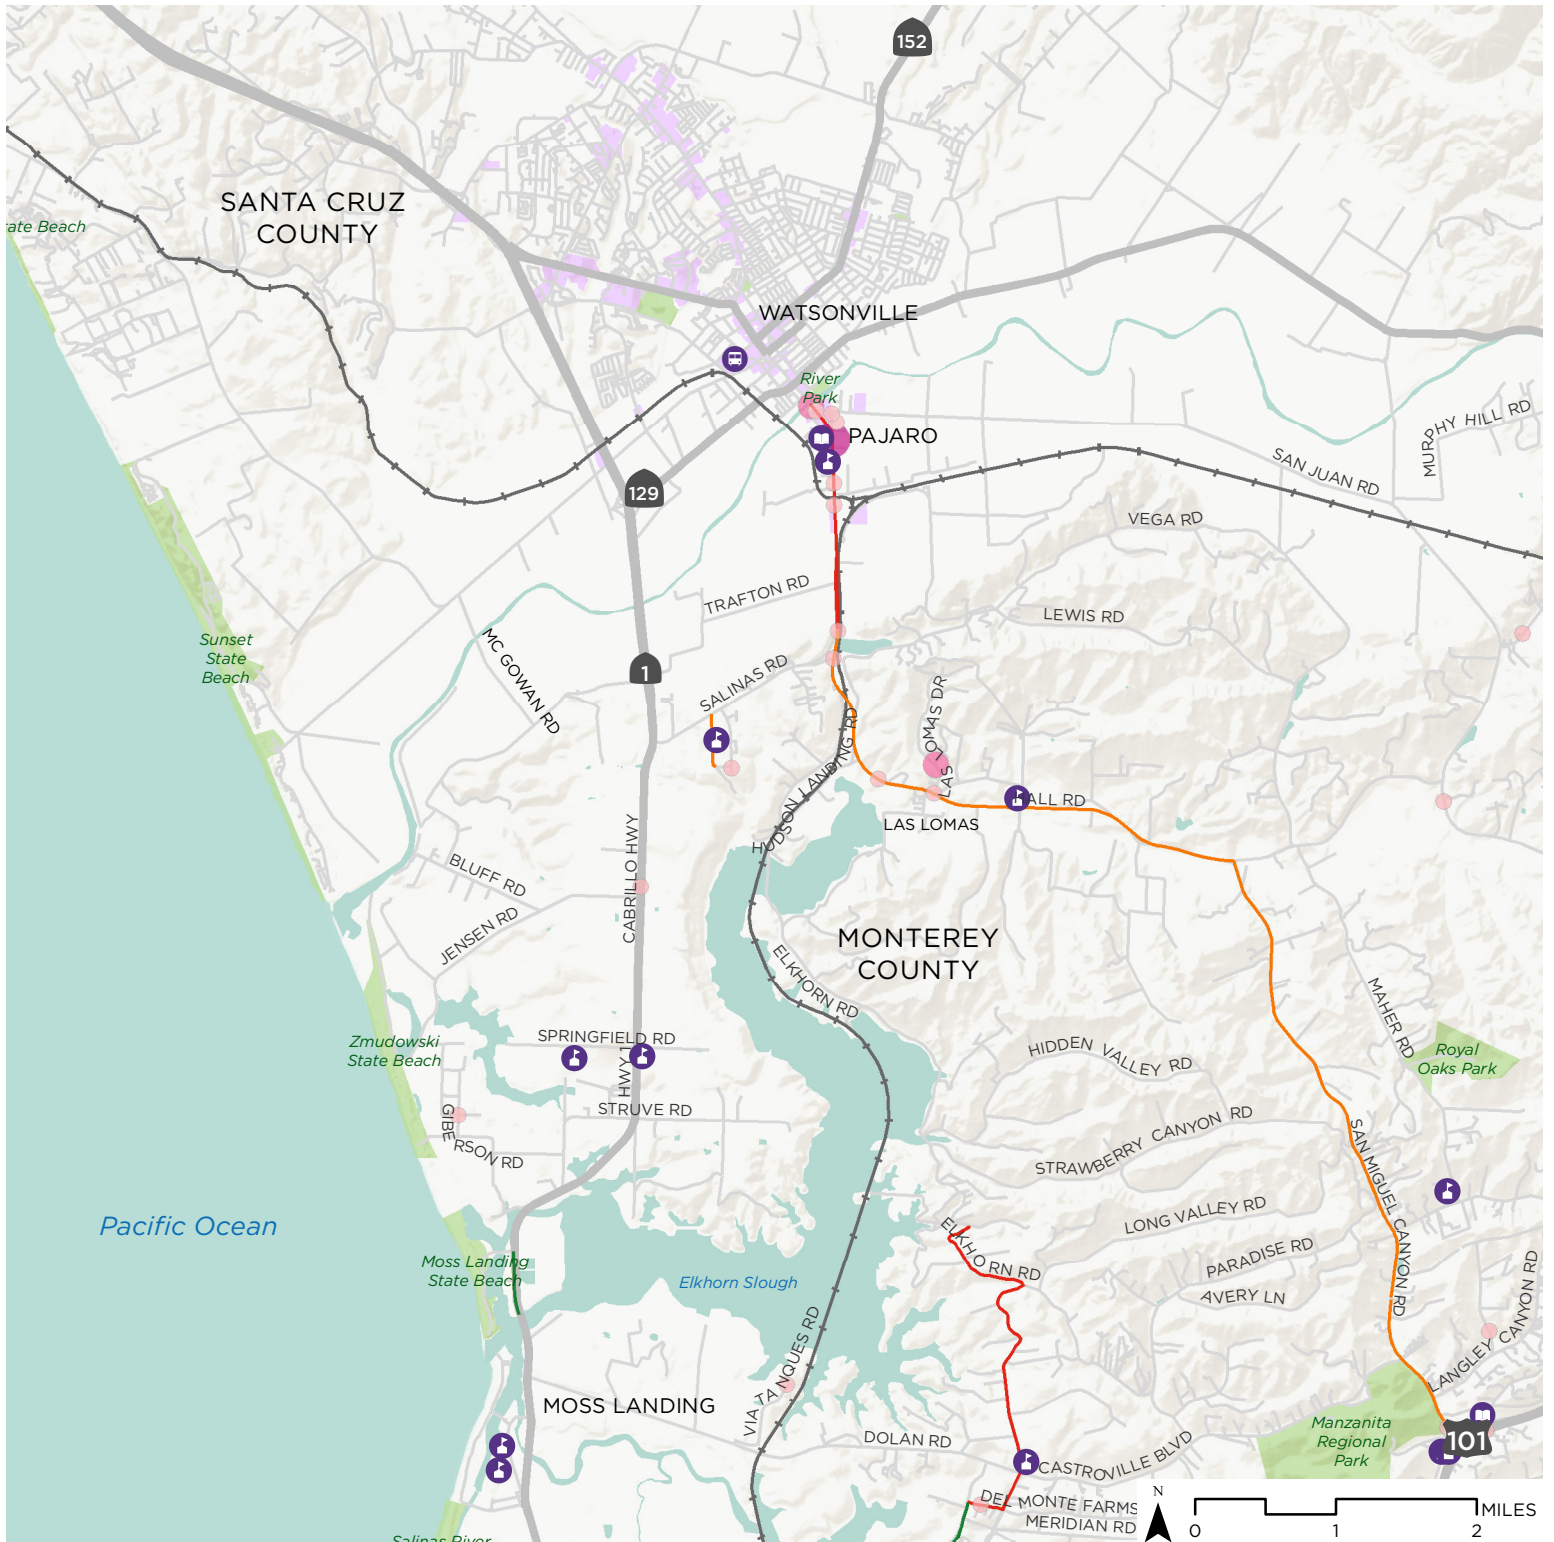 152
SANTA CRUZ
COUNTY
ate Beach
WATSONVILLE
River
Park
PAJARO
MURPHY HILL RD
SAN JUAN RD
129
VEGA RD
TRAFTON RD
LEWIS RD
Sunset
State
Beach
MC GOWAN RD
1
SALINAS RD
LAS LOMAS DR
HUDSON LANDING RD
HALL RD
LAS LOMAS
CABRILLO HWY
BLUFF RD
JENSEN RD
MONTEREY
COUNTY
ELKHORN RD
MAHER RD
Zmudowski
State Beach
SPRINGFIELD RD
HWY 1
HIDDEN VALLEY RD
Royal
Oaks Park
STRUVE RD
GIBERSON RD
STRAWBERRY CANYON RD
SAN MIGUEL CANYON RD
Pacific Ocean
LONG VALLEY RD
ELKHORN RD
PARADISE RD
Moss Landing
State Beach
Elkhorn Slough
AVERY LN
LANGLEY CANYON RD
VIA TANQUES RD
MOSS LANDING
DOLAN RD
CASTROVILLE BLVD
Manzanita
Regional
Park
101
DEL MONTE FARMS
MERIDIAN RD
Salinas River
N
MILES
0 1 2